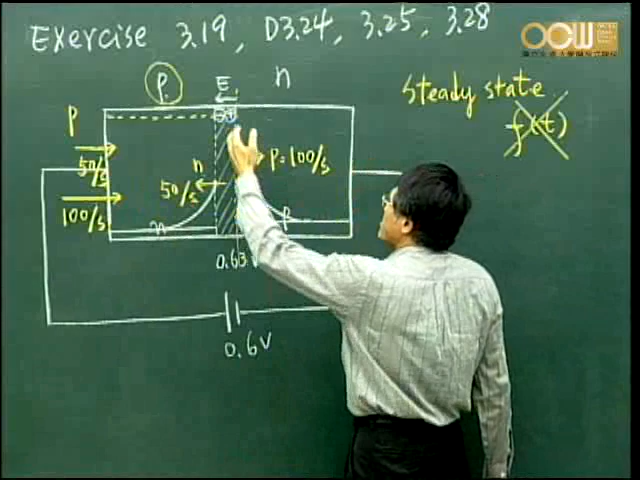 Exercise 3.19, D3.24, 3.25, 3.28
OCW
p
E
n
Steady state
f(t)
P
50/s
100/s
n
50/s
P=100/s
n
P
0.63
0.6V